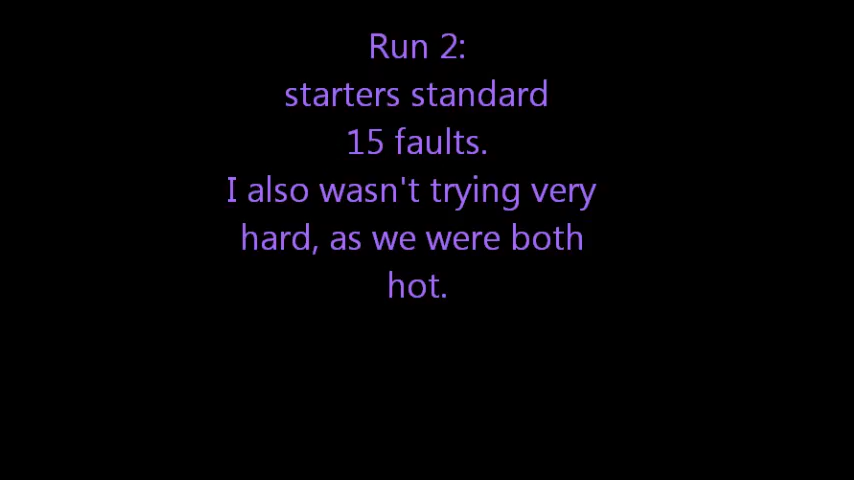 Run 2:
starters standard
15 faults.
I also wasn't trying very
hard, as we were both
hot.